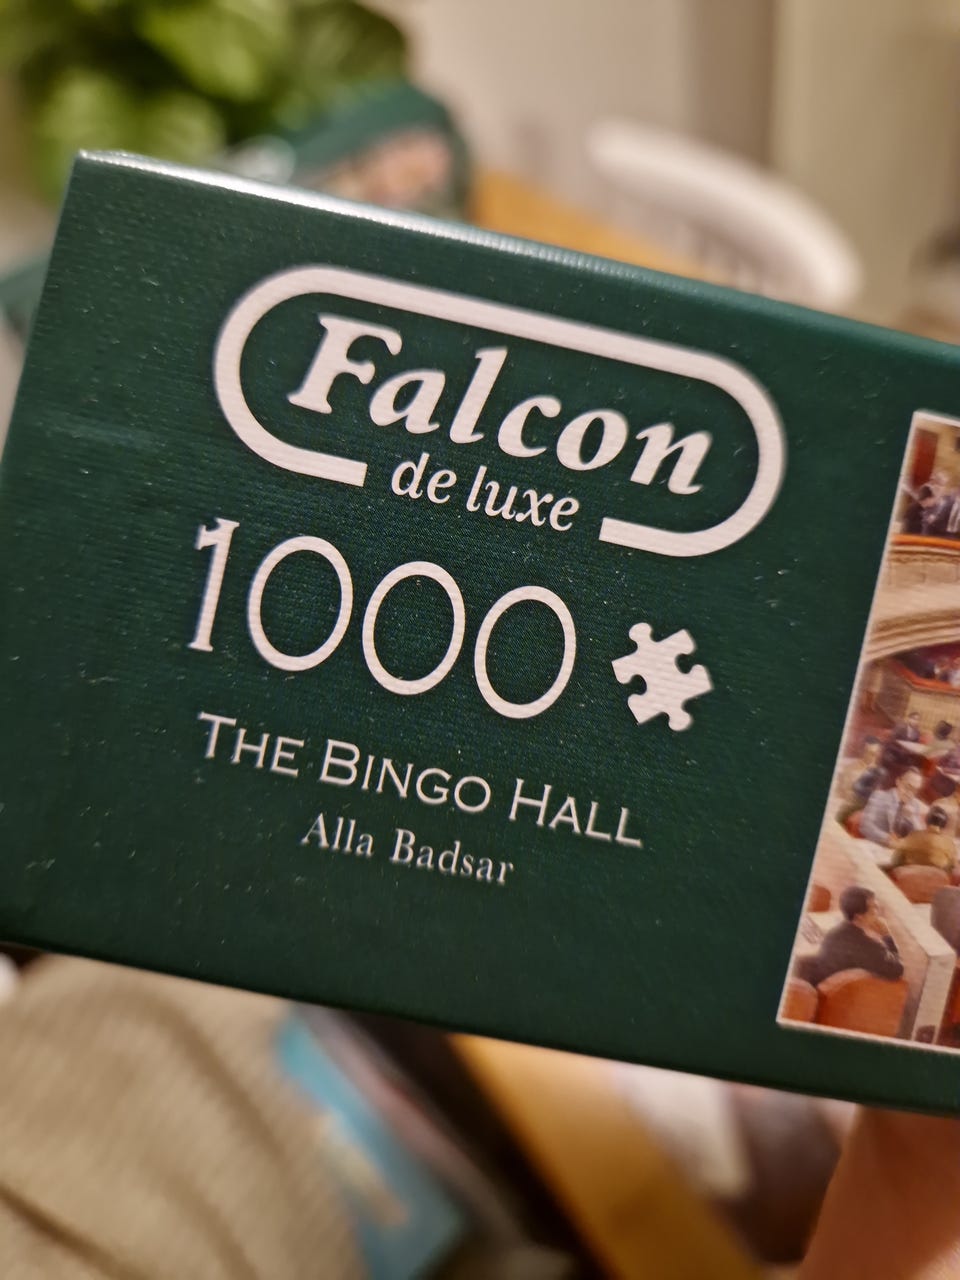 Falcon
de luxe
1000
THE BINGO HALL
Alla Badsar